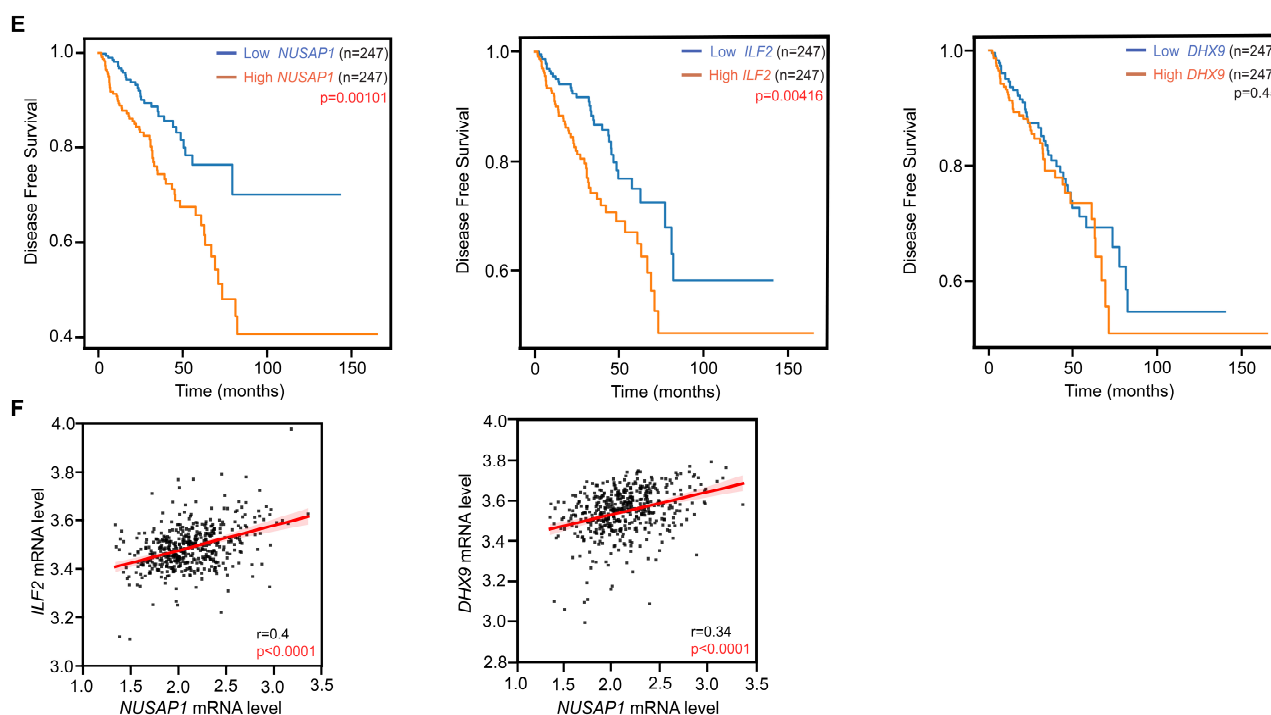 E
Disease Free Survival
1.0
0.8
0.6
0.4
Low NUSAP1 (n=247)
High NUSAP1 (n=247)
p=0.00101
0 50 100 150
Time (months)
Disease Free Survival
1.0
0.8
0.6
Low ILF2 (n=247)
High ILF2 (n=247)
p=0.00416
0 50 100 150
Time (months)
Disease Free Survival
1.0
0.8
0.6
Low DHX9 (n=247
High DHX9 (n=247
p=0.4
0 50 100 150
Time (months)
F
ILF2 mRNA level
4.0
3.8
3.6
3.4
3.2
3.0
r=0.4
p<0.0001
1.0 1.5 2.0 2.5 3.0 3.5
NUSAP1 mRNA level
DHX9 mRNA level
4.0
3.8
3.6
3.4
3.2
3.0
2.8
r=0.34
p<0.0001
1.0 1.5 2.0 2.5 3.0 3.5
NUSAP1 mRNA level